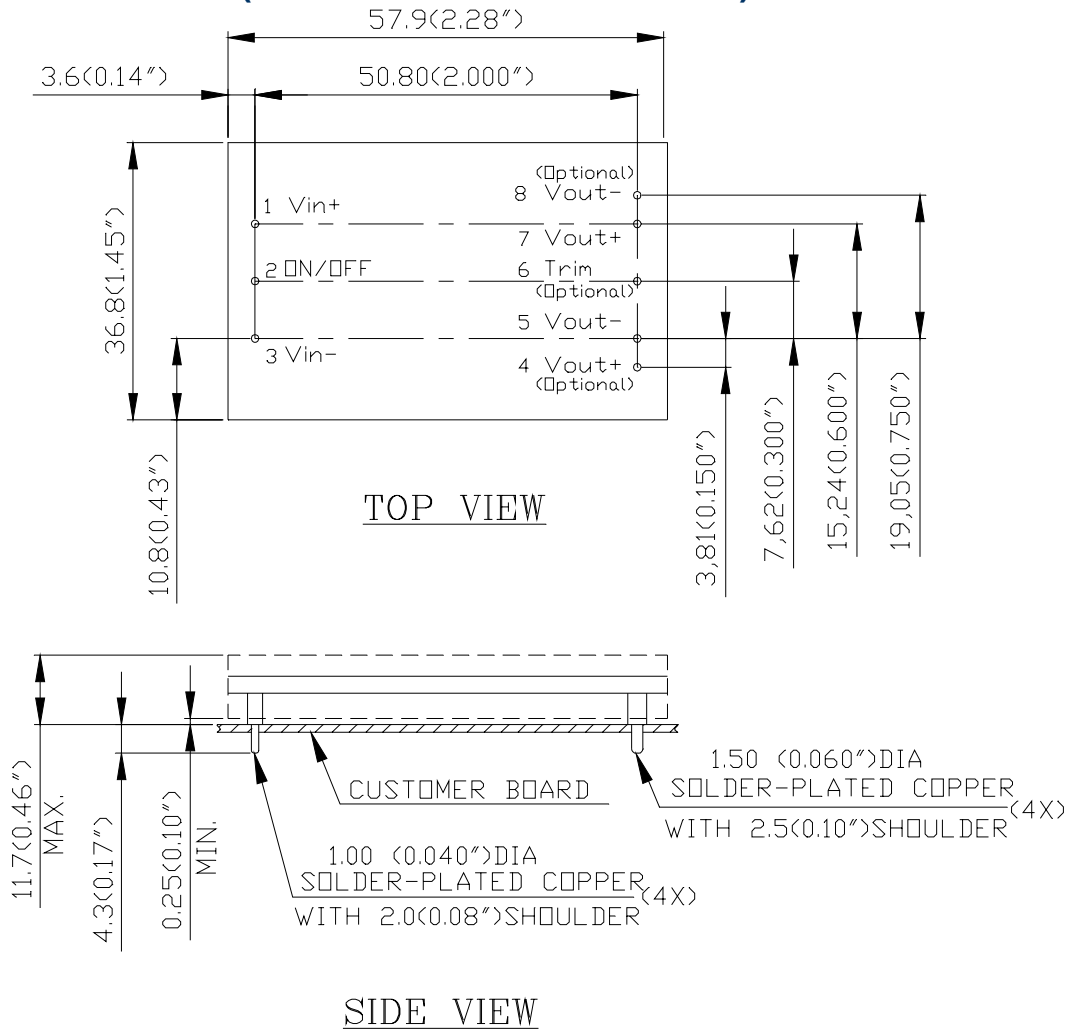 57.9(2.28")
3.6(0.14")
50.80(2.000")
36.8(1.45")
10.8(0.43")
(Optional)
8 Vout-
1 Vin+
7 Vout+
2 ON/OFF
6 Trim
(Optional)
5 Vout-
3 Vin-
4 Vout+
(Optional)
3,81(0.150")
7,62(0.300")
15,24(0.600")
19,05(0.750")
TOP VIEW
11.7(0.46")
MAX.
4.3(0.17")
0.25(0.10")
MIN.
CUSTOMER BOARD
1.50 (0.060")DIA
SOLDER-PLATED COPPER
(4X)
WITH 2.5(0.10")SHOULDER
1.00 (0.040")DIA
SOLDER-PLATED COPPER
(4X)
WITH 2.0(0.08")SHOULDER
SIDE VIEW